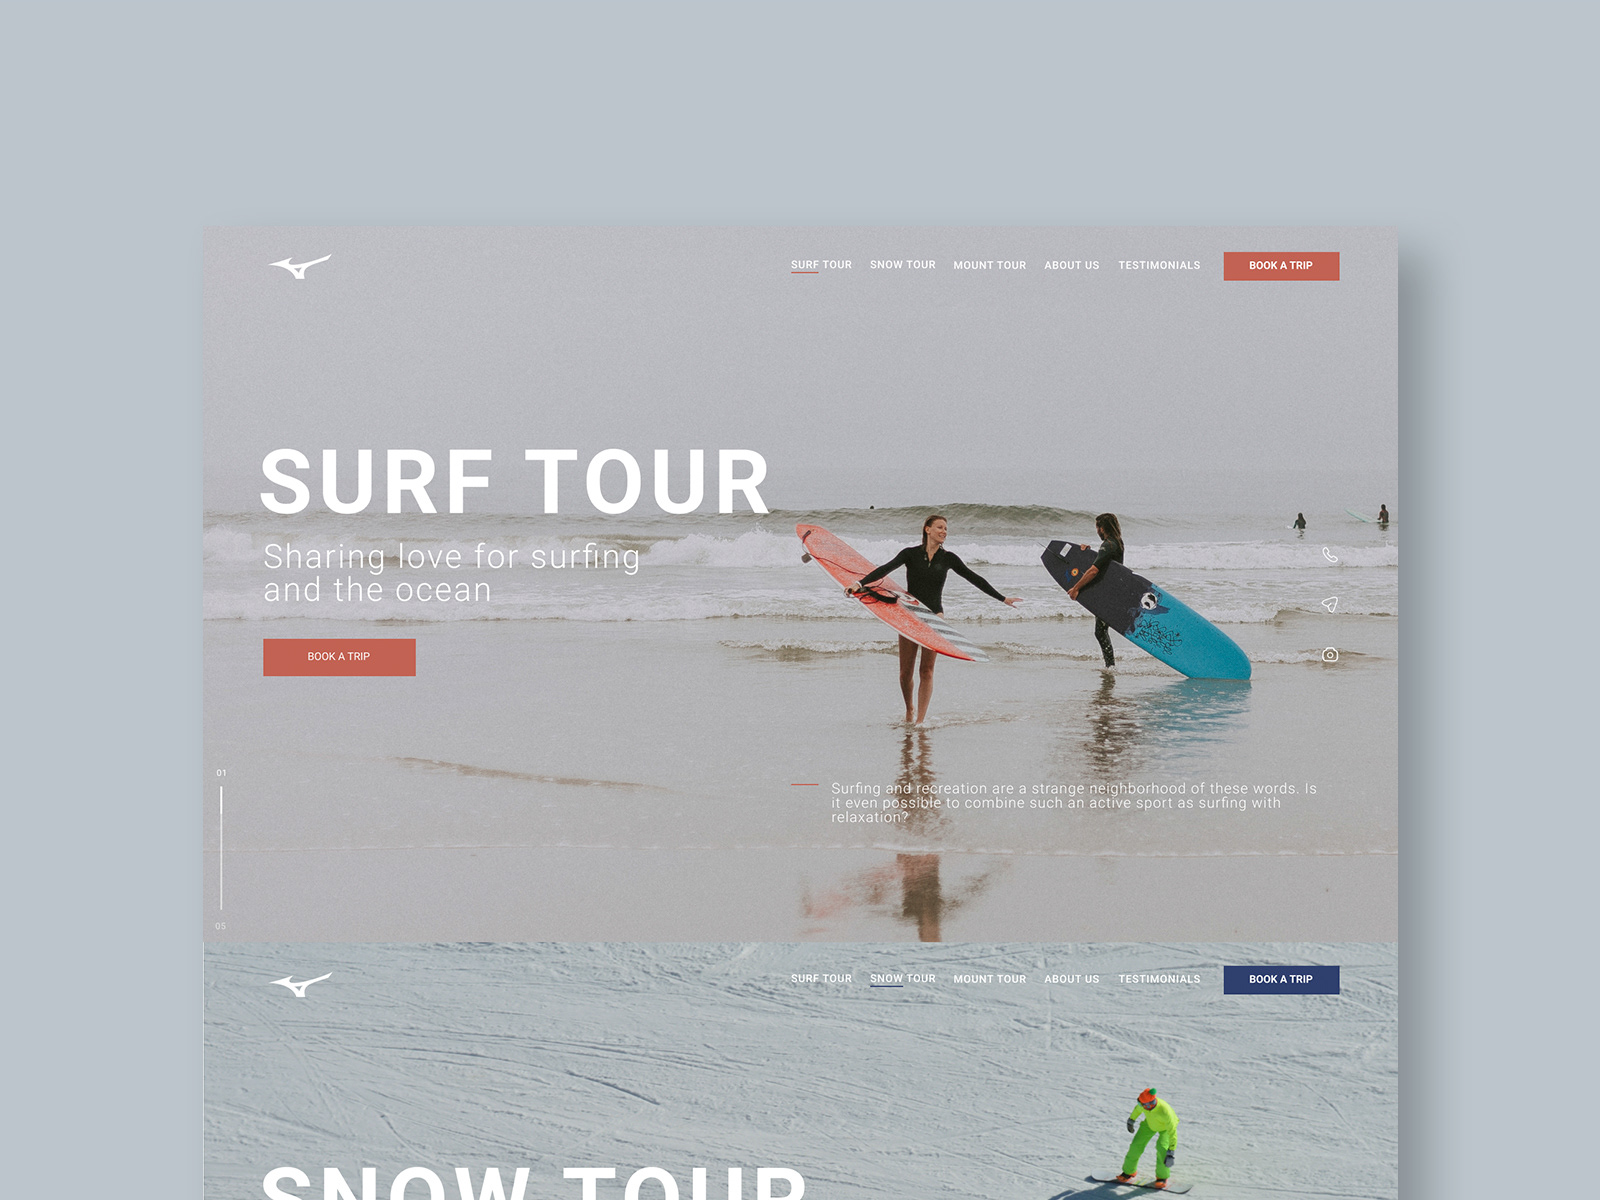 SURF TOUR SNOW TOUR MOUNT TOUR ABOUT US TESTIMONIALS BOOK A TRIP
SURF TOUR
Sharing love for surfing
and the ocean
BOOK A TRIP
01
05
Surfing and recreation are a strange neighborhood of these words. Is
it even possible to combine such an active sport as surfing with
relaxation?
SURF TOUR SNOW TOUR MOUNT TOUR ABOUT US TESTIMONIALS BOOK A TRIP
SNOW TOUR